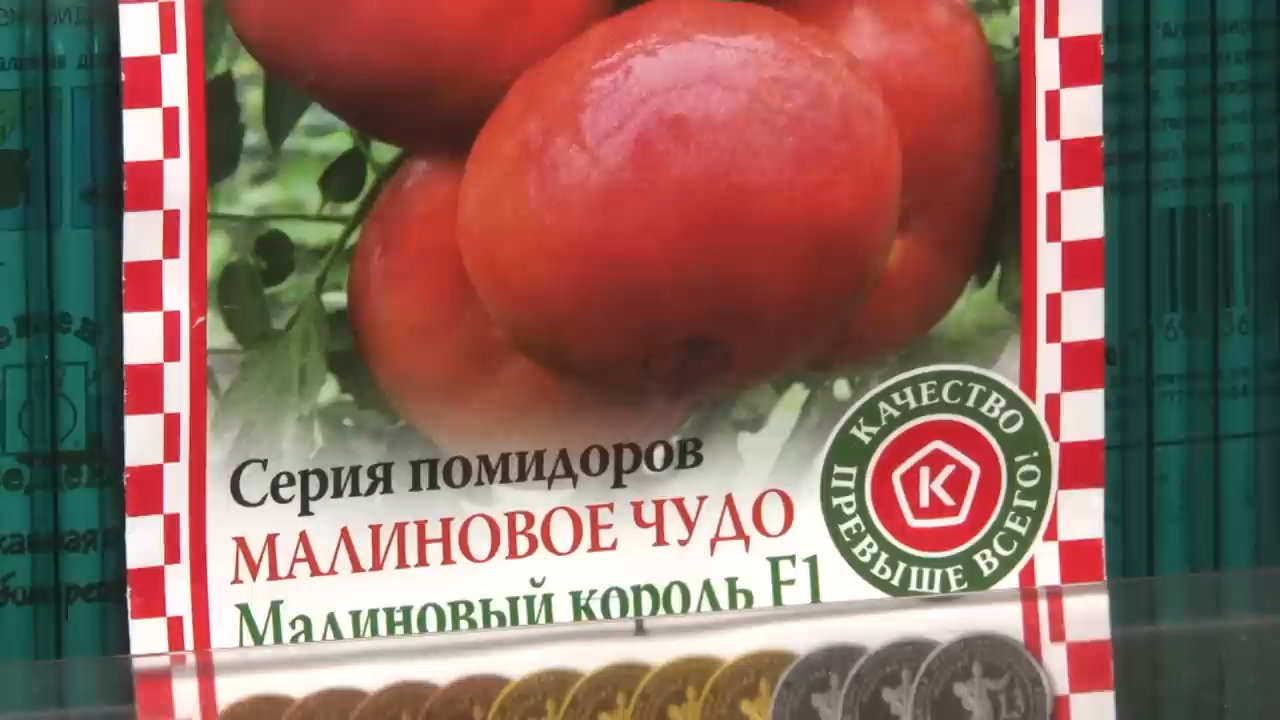 Серия помидоров
МАЛИНОВОЕ ЧУДО
Малиновый король F1
КАЧЕСТВО
К
ПРЕВЫШЕ ВСЕГО!